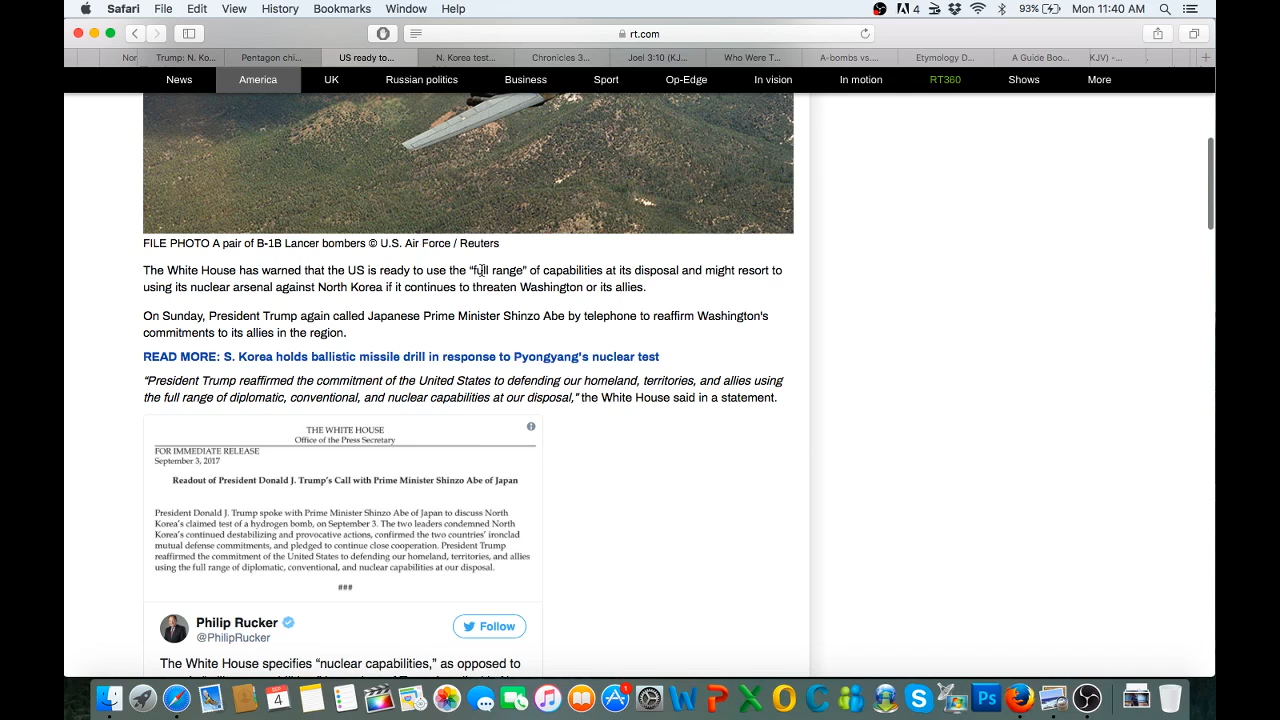 Safari File Edit View History Bookmarks Window Help
4
93%
Mon 11:40 AM
rt.com
Nor
Trump: N. Ko...
Pentagon chi...
US ready to...
N. Korea test...
Chronicles 3...
Joel 3:10 (KJ...
Who Were T...
A-bombs vs....
Etymology D...
A Guide Boo...
KJV) -...
News America UK Russian politics Business Sport Op-Edge In vision In motion RT360 Shows More
FILE PHOTO A pair of B-1B Lancer bombers © U.S. Air Force / Reuters
The White House has warned that the US is ready to use the “full range” of capabilities at its disposal and might resort to
using its nuclear arsenal against North Korea if it continues to threaten Washington or its allies.
On Sunday, President Trump again called Japanese Prime Minister Shinzo Abe by telephone to reaffirm Washington's
commitments to its allies in the region.
READ MORE: S. Korea holds ballistic missile drill in response to Pyongyang's nuclear test
“President Trump reaffirmed the commitment of the United States to defending our homeland, territories, and allies using
the full range of diplomatic, conventional, and nuclear capabilities at our disposal,” the White House said in a statement.
THE WHITE HOUSE
Office of the Press Secretary
FOR IMMEDIATE RELEASE
September 3, 2017
Readout of President Donald J. Trump's Call with Prime Minister Shinzo Abe of Japan
President Donald J. Trump spoke with Prime Minister Shinzo Abe of Japan to discuss North
Korea's claimed test of a hydrogen bomb, on September 3. The two leaders condemned North
Korea's continued destabilizing and provocative actions, confirmed the two countries' ironclad
mutual defense commitments, and pledged to continue close cooperation. President Trump
reaffirmed the commitment of the United States to defending our homeland, territories, and allies
using the full range of diplomatic, conventional, and nuclear capabilities at our disposal.
###
Philip Rucker
@PhilipRucker
Follow
The White House specifies “nuclear capabilities,” as opposed to
SEP
4
1